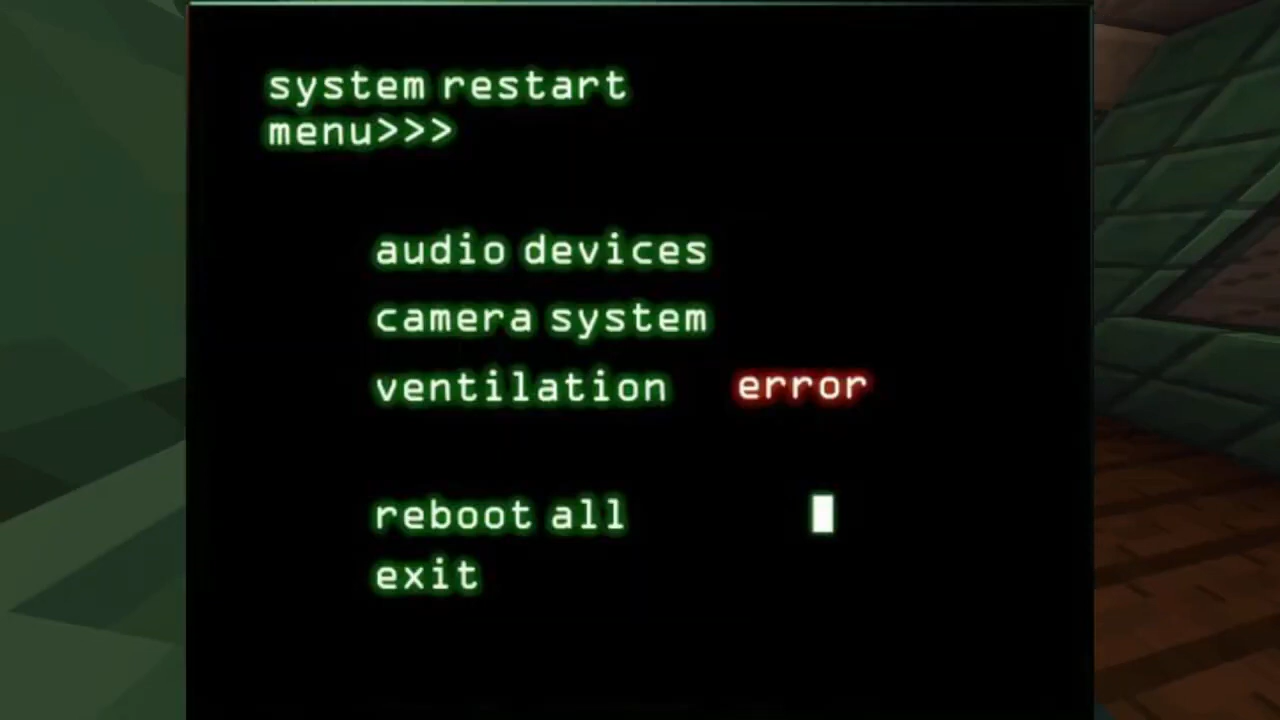 system restart
menu>>>
audio devices
camera system
ventilation error
reboot all
exit